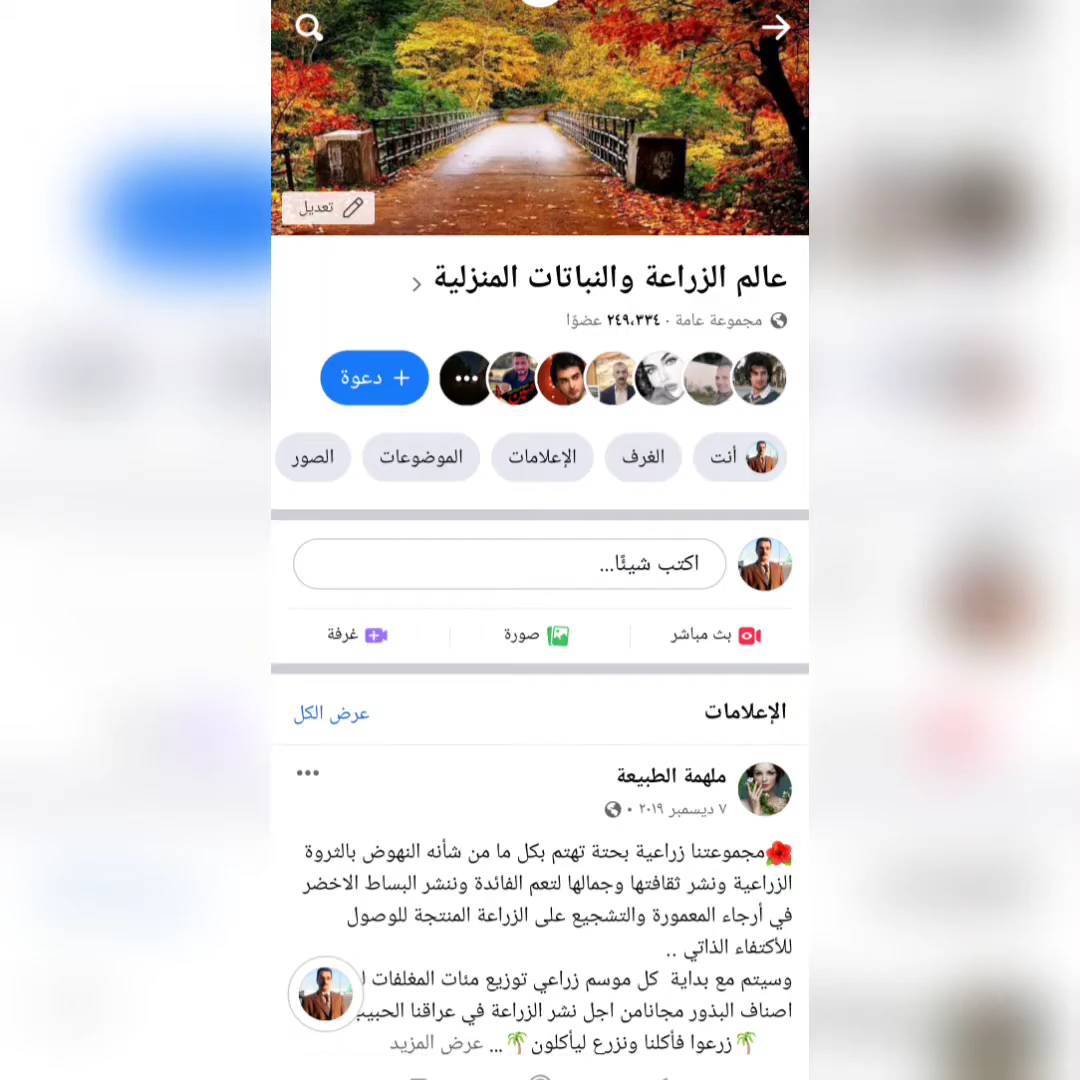 تعديل
عالم الزراعة والنباتات المنزلية
مجموعة عامة · ٢٤٩،٣٣٤ عضوًا
دعوة
أنت
الغرف
الإعلامات
الموضوعات
الصور
اكتب شيئًا...
بث مباشر
صورة
غرفة
الإعلامات
عرض الكل
ملهمة الطبيعة
٧ ديسمبر ٢٠١٩ •
🌺مجموعتنا زراعية بحتة تهتم بكل ما من شأنه النهوض بالثروة
الزراعية ونشر ثقافتها وجمالها لتعم الفائدة وننشر البساط الاخضر
في أرجاء المعمورة والتشجيع على الزراعة المنتجة للوصول
للأكتفاء الذاتي ..
وسيتم مع بداية كل موسم زراعي توزيع مئات المغلفات
اصناف البذور مجانامن اجل نشر الزراعة في عراقنا الحبيب
🌴زرعوا فأكلنا ونزرع ليأكلون🌴... عرض المزيد